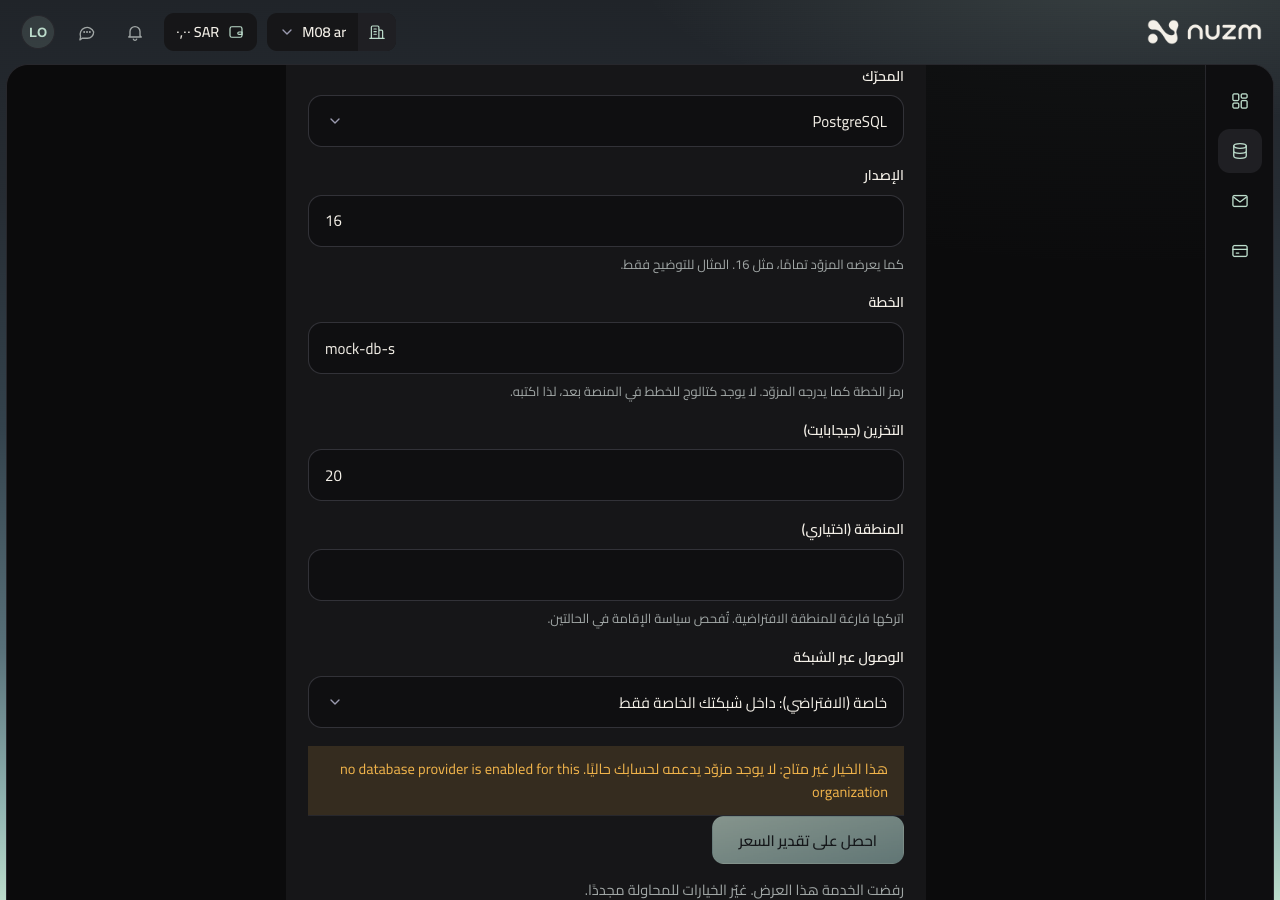 nuzm
M08 ar
٠,٠٠ SAR
LO
المحرّك
PostgreSQL
الإصدار
16
كما يعرضه المزوّد تمامًا، مثل 16. المثال للتوضيح فقط.
الخطة
mock-db-s
رمز الخطة كما يدرجه المزوّد. لا يوجد كتالوج للخطط في المنصة بعد، لذا اكتبه.
التخزين (جيجابايت)
20
المنطقة (اختياري)
اتركها فارغة للمنطقة الافتراضية. تُفحص سياسة الإقامة في الحالتين.
الوصول عبر الشبكة
خاصة (الافتراضي): داخل شبكتك الخاصة فقط
هذا الخيار غير متاح: لا يوجد مزوّد يدعمه لحسابك حاليًا. no database provider is enabled for this
organization
احصل على تقدير السعر
رفضت الخدمة هذا العرض. غيّر الخيارات للمحاولة مجددًا.